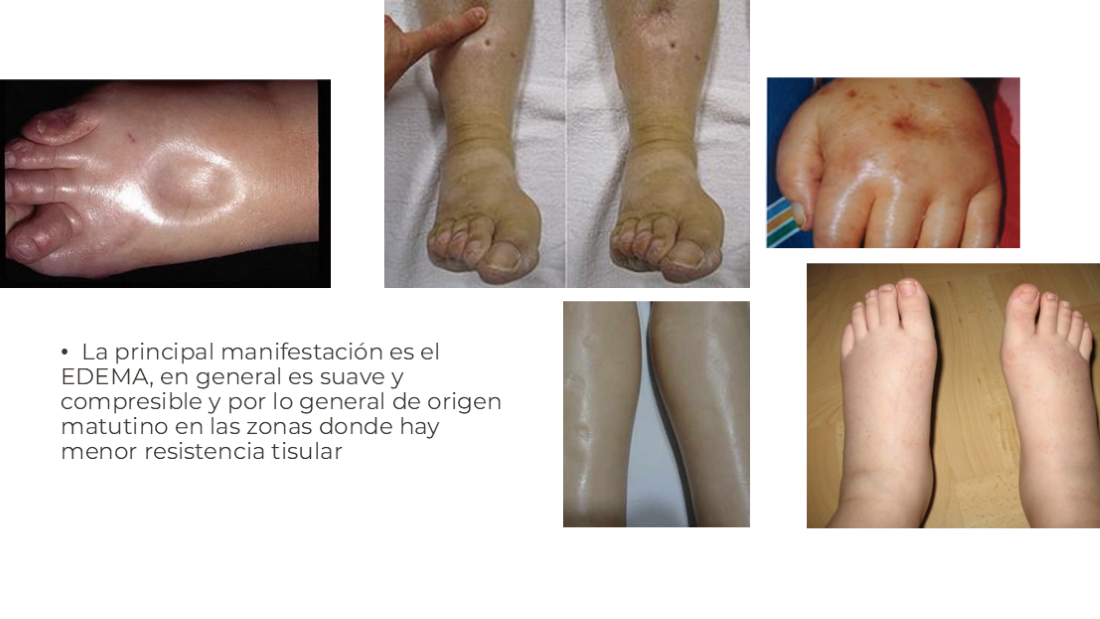 • La principal manifestación es el
EDEMA, en general es suave y
compresible y por lo general de origen
matutino en las zonas donde hay
menor resistencia tisular